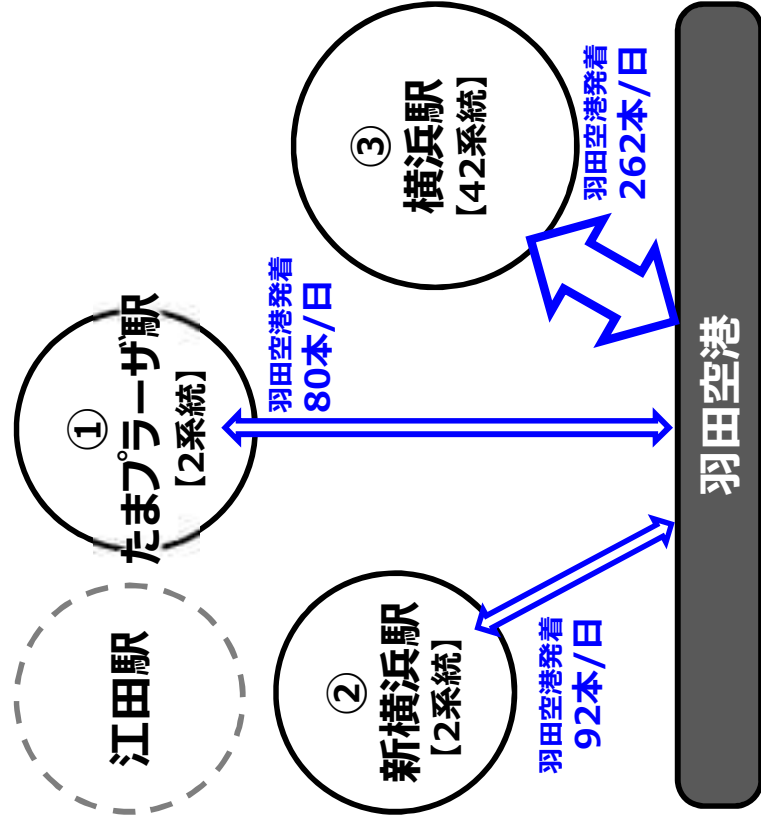 江田駅
①
たまプラーザ駅
【2系統】
羽田空港発着
80本/日
②
新横浜駅
【2系統】
羽田空港発着
92本/日
③
横浜駅
【42系統】
羽田空港発着
262本/日
羽田空港